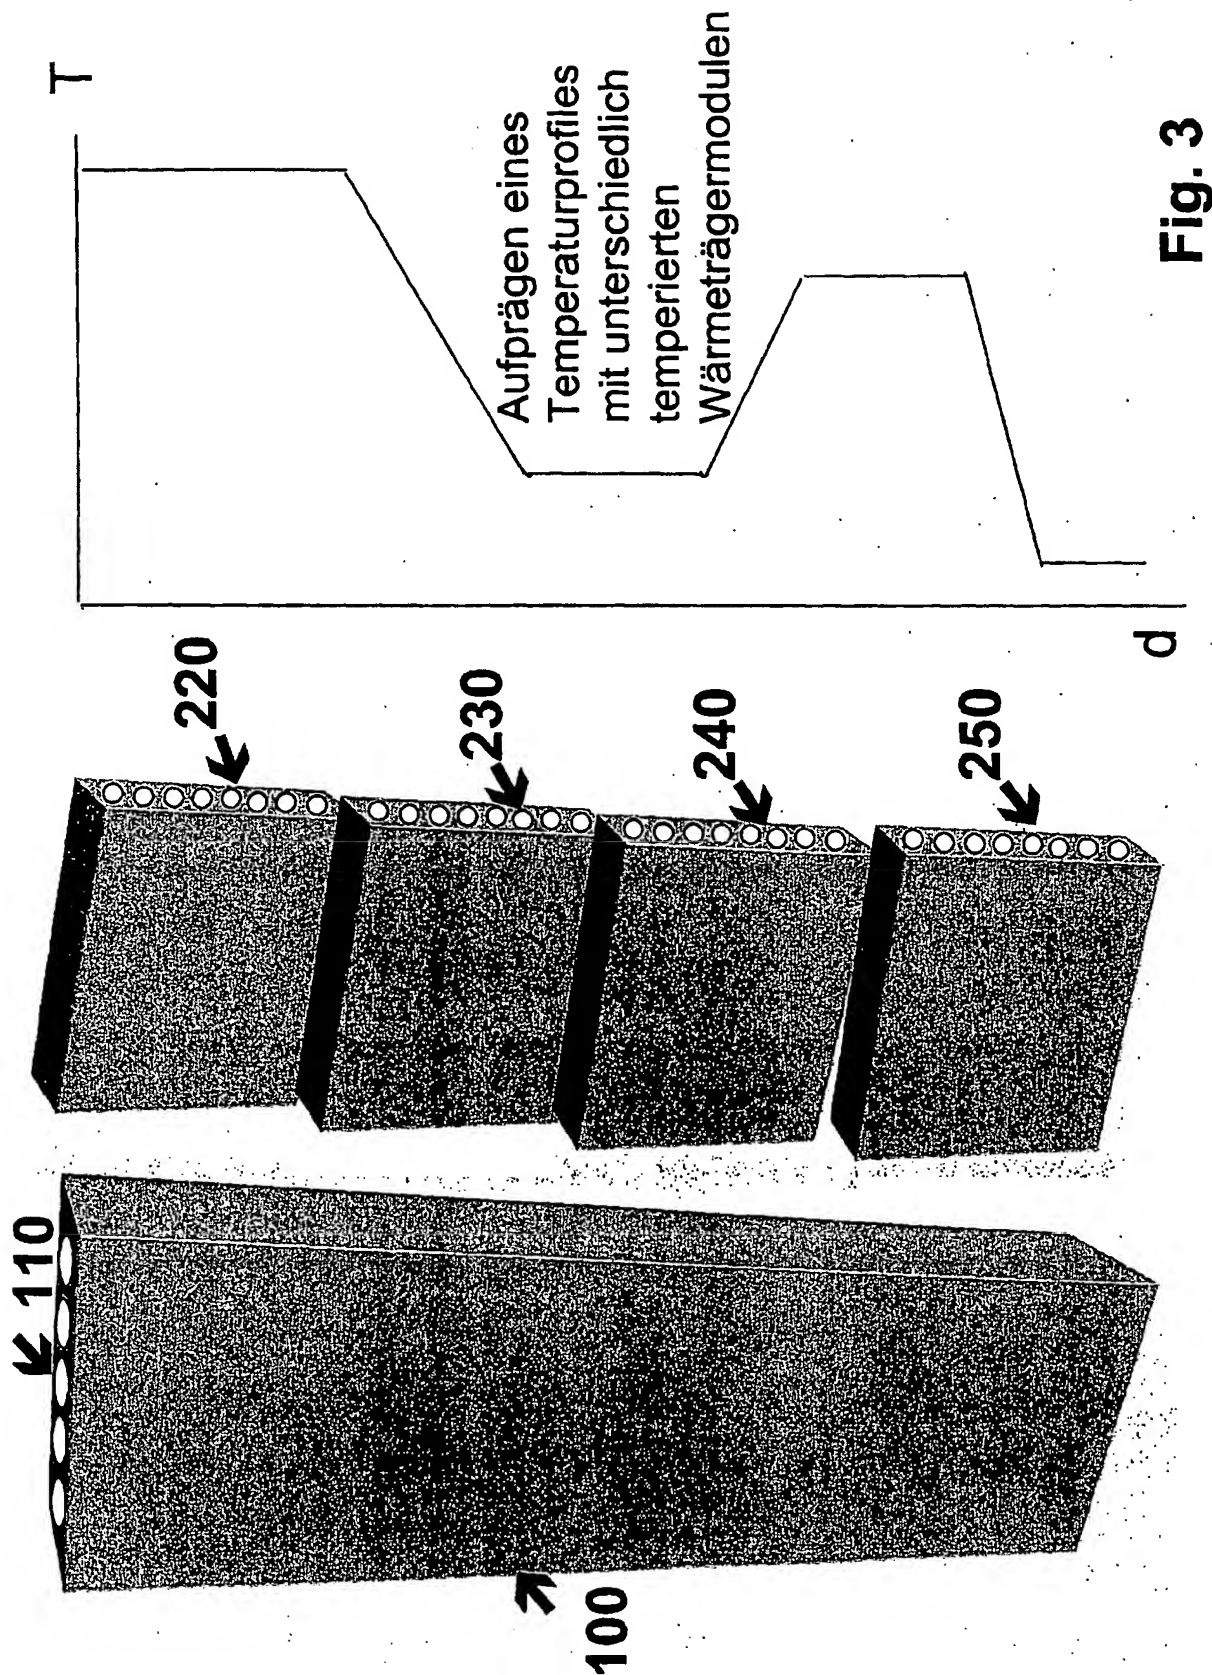 T
Aufprägen eines
Temperaturprofiles
mit unterschiedlich
temperierten
Wärmeträgermodulen
d
220
230
240
250
110
100
Fig. 3